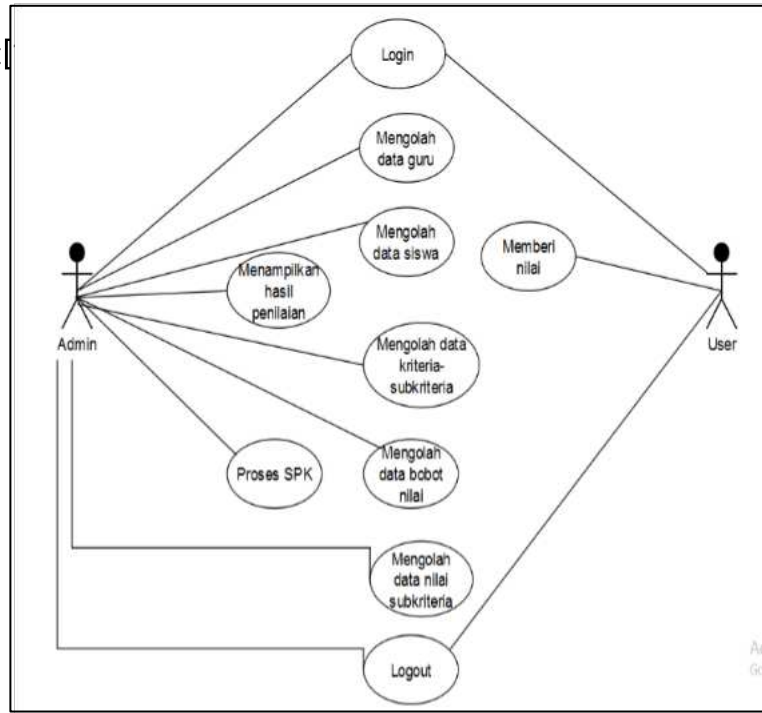 Login
Mengolah
data guru
Mengolah
data siswa
Memberi
nilai
Menampilkan
hasil
penilaian
Admin
User
Mengolah data
kriteria-
subkriteria
Proses SPK
Mengolah
data bobot
nilai
Mengolah
data nilai
subkriteria
Logout